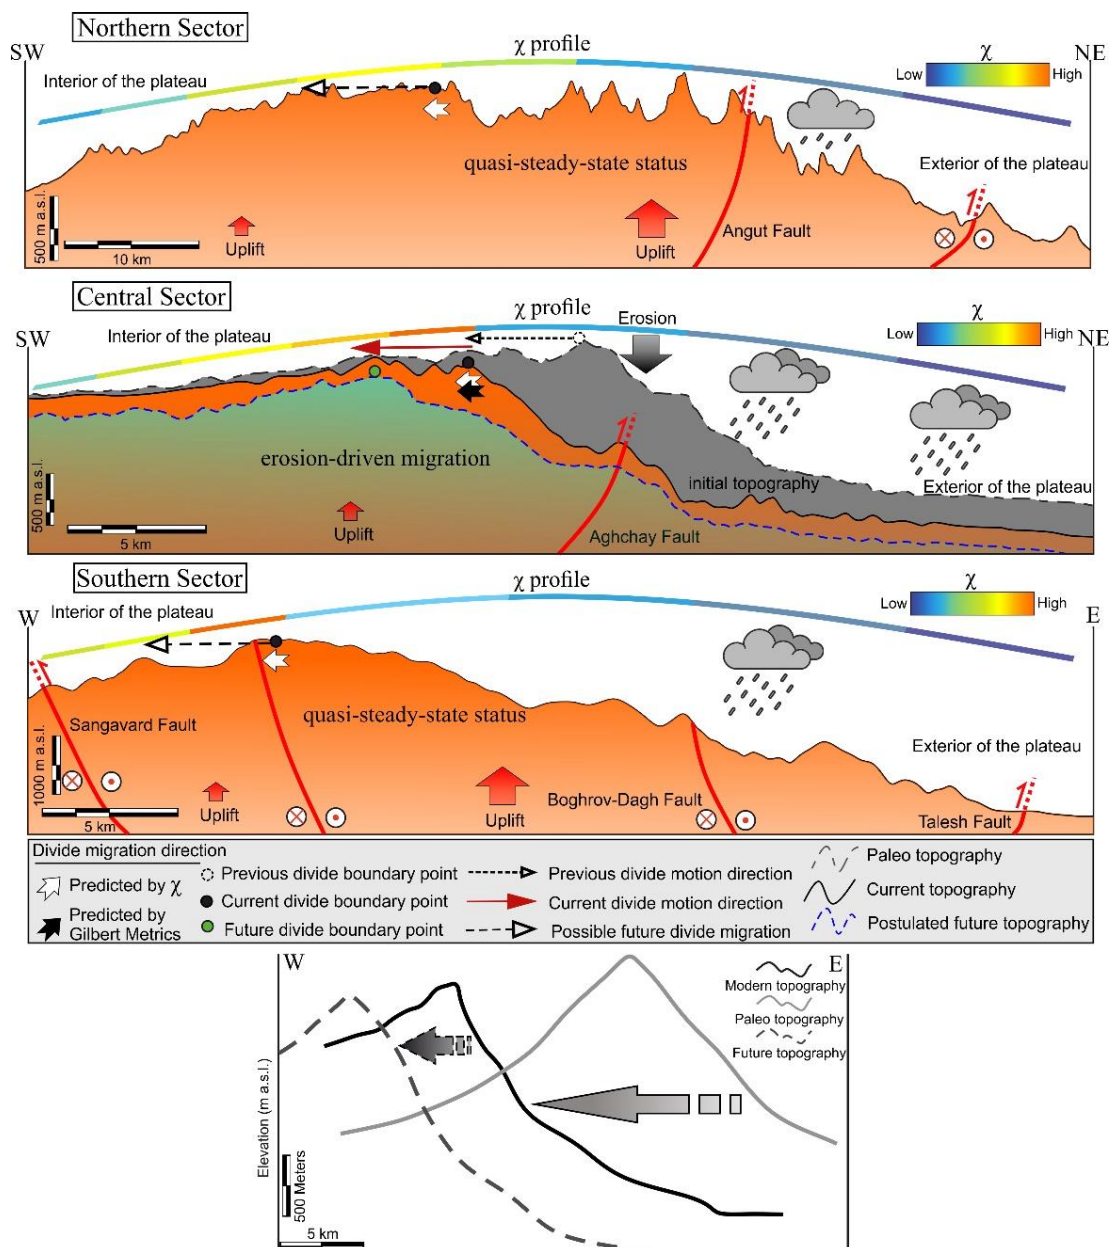 Northern Sector
SW
χ profile
χ
NE
Interior of the plateau
Low
High
quasi-steady-state status
Exterior of the plateau
500 m a.s.l.
10 km
Uplift
Uplift
Angut Fault
Central Sector
SW
χ profile
χ
NE
Interior of the plateau
Erosion
Low
High
erosion-driven migration
initial topography
Exterior of the plateau
500 m a.s.l.
5 km
Uplift
Aghchay Fault
Southern Sector
W
χ profile
χ
E
Interior of the plateau
Low
High
Sangavard Fault
quasi-steady-state status
Exterior of the plateau
1000 m a.s.l.
5 km
Uplift
Uplift
Boghrov-Dagh Fault
Talesh Fault
Divide migration direction
Predicted by χ
Predicted by
Gilbert Metrics
Previous divide boundary point
Current divide boundary point
Future divide boundary point
Previous divide motion direction
Current divide motion direction
Possible future divide migration
Paleo topography
Current topography
Postulated future topography
W
E
Modern topography
Paleo topography
Future topography
Elevation (m a.s.l.)
500 Meters
5 km